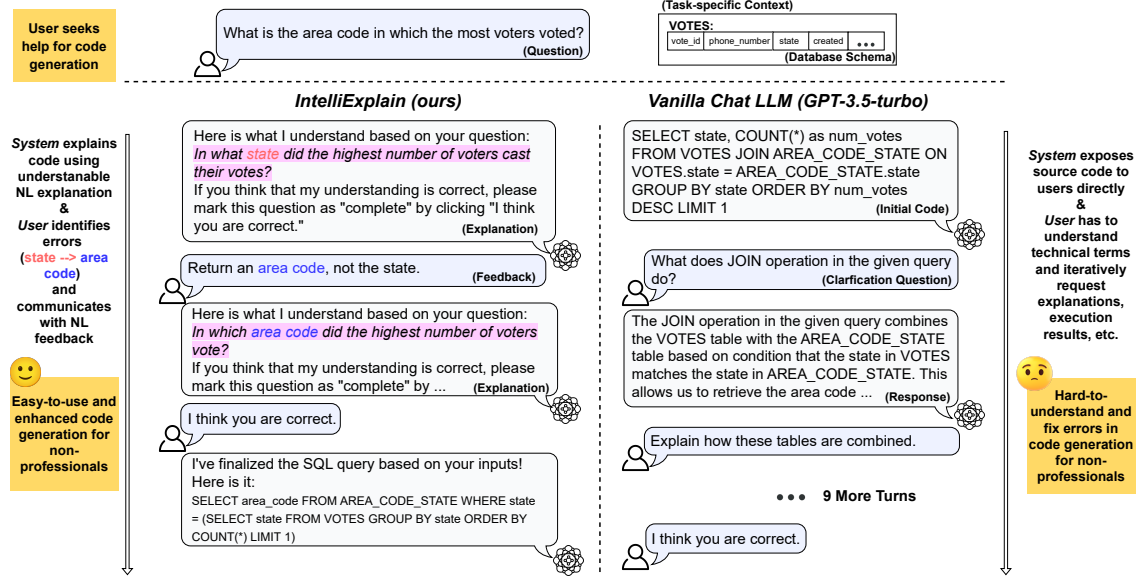 User seeks
help for code
generation
What is the area code in which the most voters voted?
(Question)
(Task-specific Context)
VOTES:
vote_id phone_number state created •••
(Database Schema)
IntelliExplain (ours)
Vanilla Chat LLM (GPT-3.5-turbo)
System explains
code using
understanable
NL explanation
&
User identifies
errors
(state --> area
code)
and
communicates
with NL
feedback
Easy-to-use and
enhanced code
generation for
non-
professionals
Here is what I understand based on your question:
In what state did the highest number of voters cast
their votes?
If you think that my understanding is correct, please
mark this question as "complete" by clicking "I think
you are correct."
(Explanation)
Return an area code, not the state.
(Feedback)
Here is what I understand based on your question:
In which area code did the highest number of voters
vote?
If you think that my understanding is correct, please
mark this question as "complete" by ...
(Explanation)
I think you are correct.
I've finalized the SQL query based on your inputs!
Here is it:
SELECT area_code FROM AREA_CODE_STATE WHERE state
= (SELECT state FROM VOTES GROUP BY state ORDER BY
COUNT(*) LIMIT 1)
SELECT state, COUNT(*) as num_votes
FROM VOTES JOIN AREA_CODE_STATE ON
VOTES.state = AREA_CODE_STATE.state
GROUP BY state ORDER BY num_votes
DESC LIMIT 1
(Initial Code)
What does JOIN operation in the given query
do?
(Clarfication Question)
The JOIN operation in the given query combines
the VOTES table with the AREA_CODE_STATE
table based on condition that the state in VOTES
matches the state in AREA_CODE_STATE. This
allows us to retrieve the area code ...
(Response)
Explain how these tables are combined.
••• 9 More Turns
I think you are correct.
System exposes
source code to
users directly
&
User has to
understand
technical terms
and iteratively
request
explanations,
execution
results, etc.
Hard-to-
understand and
fix errors in
code generation
for non-
professionals